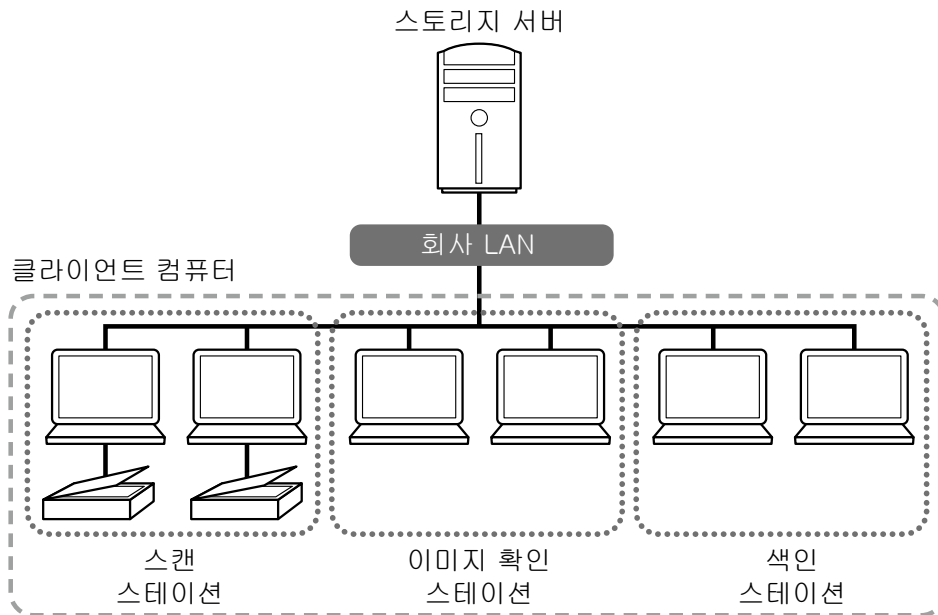 스토리지 서버
회사 LAN
클라이언트 컴퓨터
스캔
스테이션
이미지 확인
스테이션
색인
스테이션